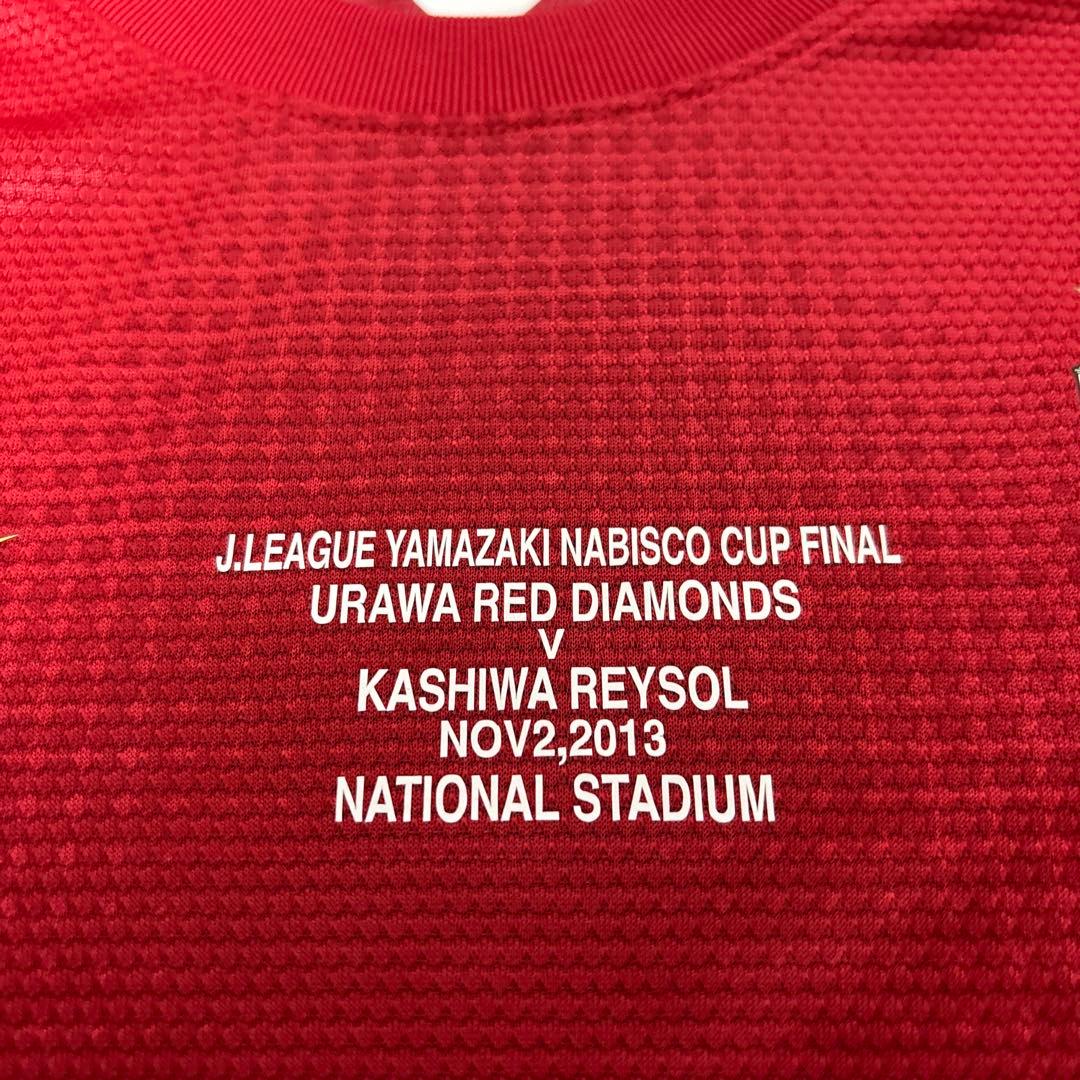 J.LEAGUE YAMAZAKI NABISCO CUP FINAL
URAWA RED DIAMONDS
V
KASHIWA REYSOL
NOV2,2013
NATIONAL STADIUM